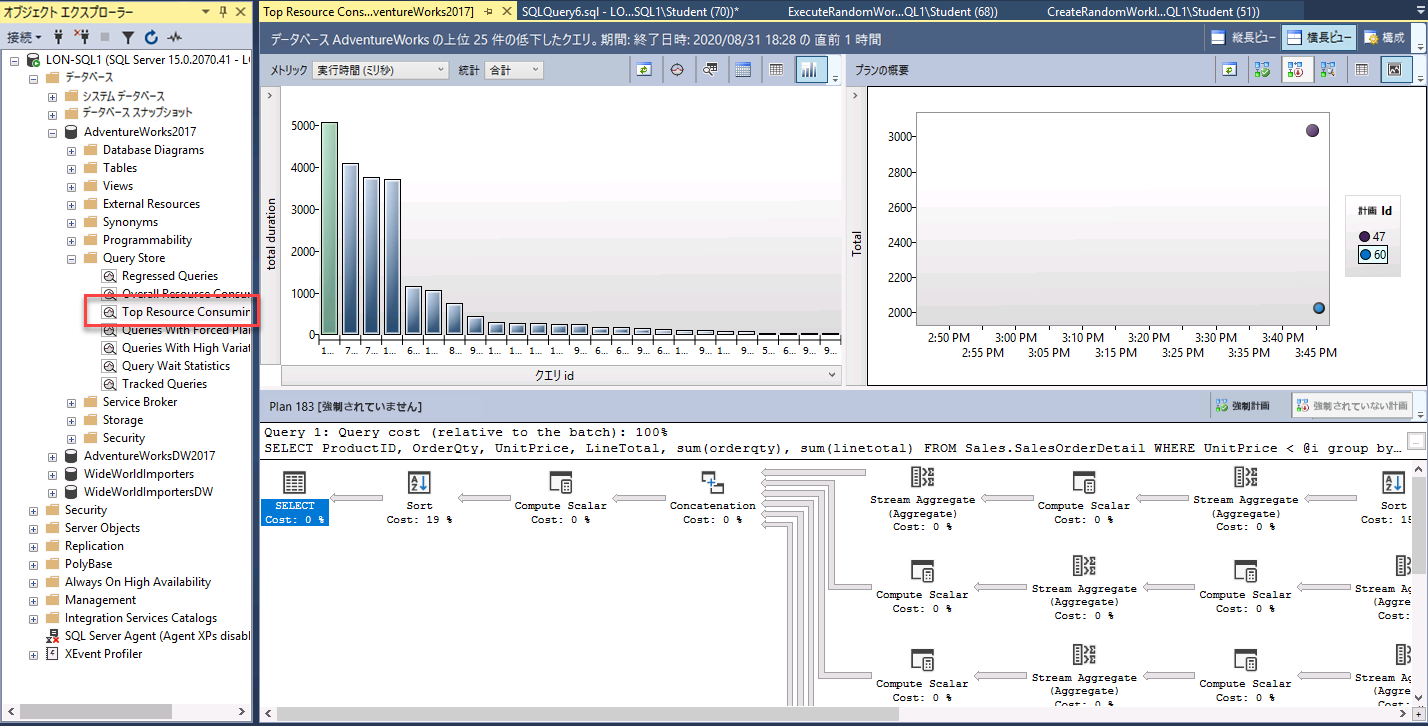 オブジェクト エクスプローラー
接続
LON-SQL1 (SQL Server 15.0.2070.41 - L
データベース
システム データベース
データベース スナップショット
AdventureWorks2017
Database Diagrams
Tables
Views
External Resources
Synonyms
Programmability
Query Store
Regressed Queries
Overall Resource Consu
Top Resource Consumin
Queries With Forced Plan
Queries With High Variat
Query Wait Statistics
Tracked Queries
Service Broker
Storage
Security
AdventureWorksDW2017
WideWorldImporters
WideWorldImportersDW
Security
Server Objects
Replication
PolyBase
Always On High Availability
Management
Integration Services Catalogs
SQL Server Agent (Agent XPs disabl
XEvent Profiler
Top Resource Cons...ventureWorks2017]
SQLQuery6.sql - LO...SQL1\Student (70))*
ExecuteRandomWor...QL1\Student (68))
CreateRandomWorkl...QL1\Student (51))
データベース AdventureWorks の上位 25 件の低下したクエリ。期間: 終了日時: 2020/08/31 18:28 の 直前 1 時間
縦長ビュー
横長ビュー
構成
メトリック 実行時間 (ミリ秒) 統計 合計
total duration
5000
4000
3000
2000
1000
0
1... 7... 7... 1... 6... 1... 8... 9... 1... 1... 1... 9... 6... 6... 6... 1... 1... 9... 1... 9... 5... 6... 9... 9...
クエリ id
プランの概要
Total
3000
2800
2600
2400
2200
2000
2:50 PM 3:00 PM 3:10 PM 3:20 PM 3:30 PM 3:40 PM
2:55 PM 3:05 PM 3:15 PM 3:25 PM 3:35 PM 3:45 PM
計画 Id
47
60
Plan 183 [強制されていません]
強制計画
強制されていない計画
Query 1: Query cost (relative to the batch): 100%
SELECT ProductID, OrderQty, UnitPrice, LineTotal, sum(orderqty), sum(linetotal) FROM Sales.SalesOrderDetail WHERE UnitPrice < @i group by...
SELECT
Cost: 0 %
Sort
Cost: 19 %
Compute Scalar
Cost: 0 %
Concatenation
Cost: 0 %
Stream Aggregate
(Aggregate)
Cost: 0 %
Compute Scalar
Cost: 0 %
Stream Aggregate
(Aggregate)
Cost: 0 %
Sort
Cost: 15
Compute Scalar
Cost: 0 %
Stream Aggregate
(Aggregate)
Cost: 0 %
Compute Scalar
Cost: 0 %
Stream Ag
(Aggre
Cost:
Compute Scalar
Cost: 0 %
Stream Aggregate
(Aggregate)
Cost: 0 %
Compute Scalar
Cost: 0 %
Stream Ag
(Aggre
Cost: